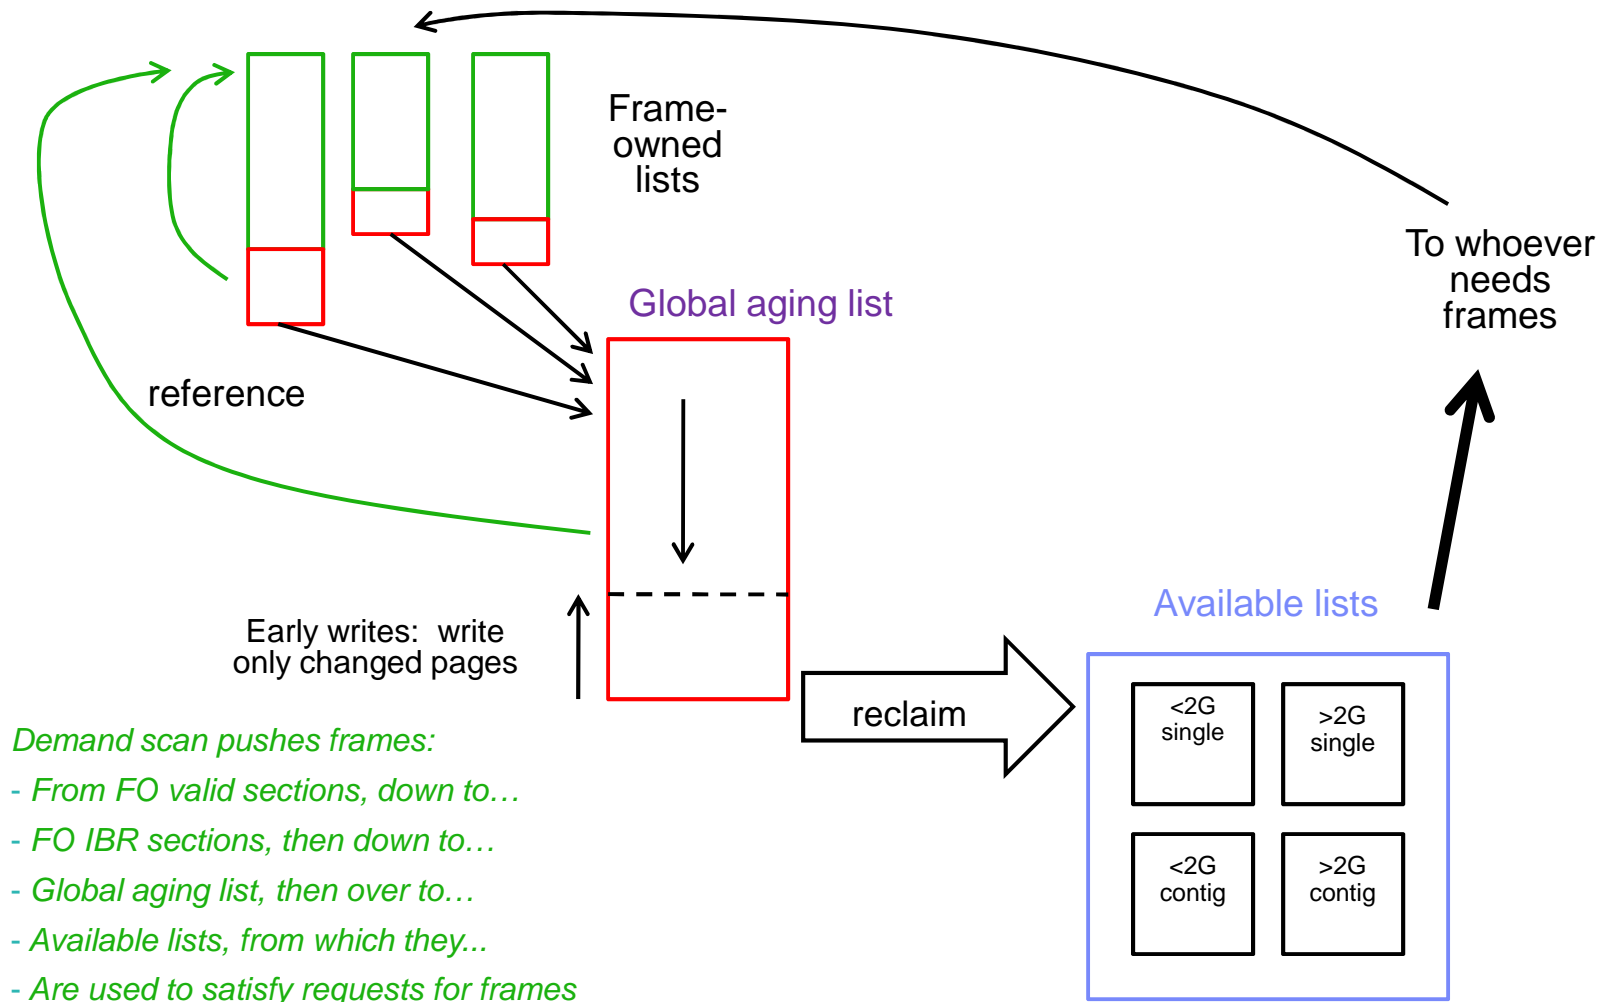 Frame-
owned
lists
To whoever
needs
frames
Global aging list
reference
Early writes:  write
only changed pages
reclaim
Available lists
<2G
single
>2G
single
<2G
contig
>2G
contig
Demand scan pushes frames:
- From FO valid sections, down to…
- FO IBR sections, then down to…
- Global aging list, then over to…
- Available lists, from which they...
- Are used to satisfy requests for frames